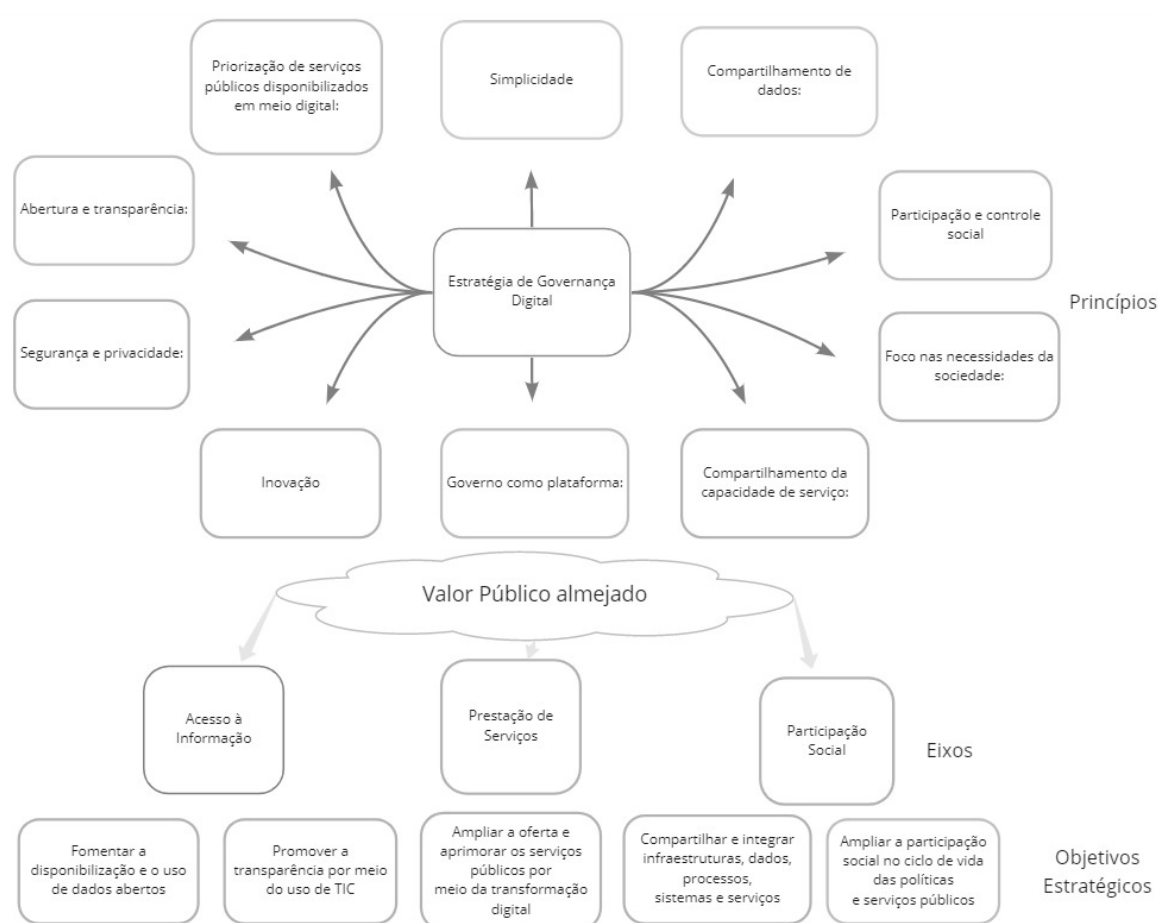 Priorização de serviços
públicos disponibilizados
em meio digital:
Simplicidade
Compartilhamento de
dados:
Abertura e transparência:
Participação e controle
social
Estratégia de Governança
Digital
Princípios
Segurança e privacidade:
Foco nas necessidades da
sociedade:
Inovação
Governo como plataforma:
Compartilhamento da
capacidade de serviço:
Valor Público almejado
Acesso à
Informação
Prestação de
Serviços
Participação
Social
Eixos
Fomentar a
disponibilização e o uso
de dados abertos
Promover a
transparência por meio
do uso de TIC
Ampliar a oferta e
aprimorar os serviços
públicos por
meio da transformação
digital
Compartilhar e integrar
infraestruturas, dados,
processos,
sistemas e serviços
Ampliar a participação
social no ciclo de vida
das políticas
e serviços públicos
Objetivos
Estratégicos